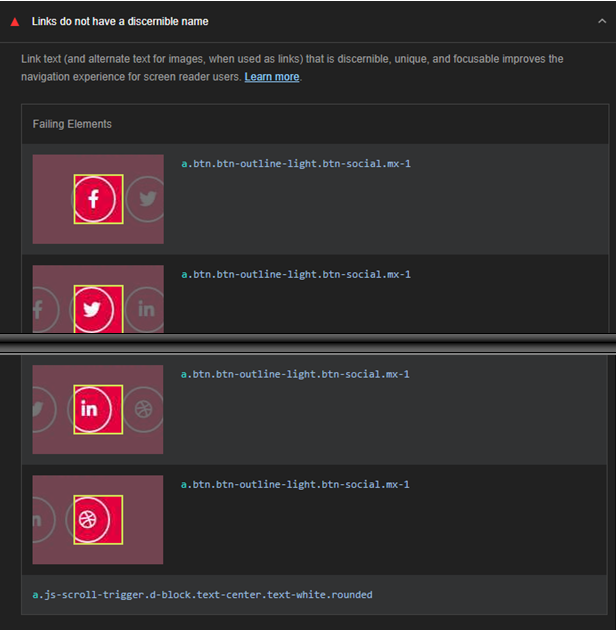 Links do not have a discernible name
Link text (and alternate text for images, when used as links) that is discernible, unique, and focusable improves the
navigation experience for screen reader users. Learn more.
Failing Elements
a.btn.btn-outline-light.btn-social.mx-1
a.btn.btn-outline-light.btn-social.mx-1
in
a.btn.btn-outline-light.btn-social.mx-1
in
a.btn.btn-outline-light.btn-social.mx-1
a.js-scroll-trigger.d-block.text-center.text-white.rounded